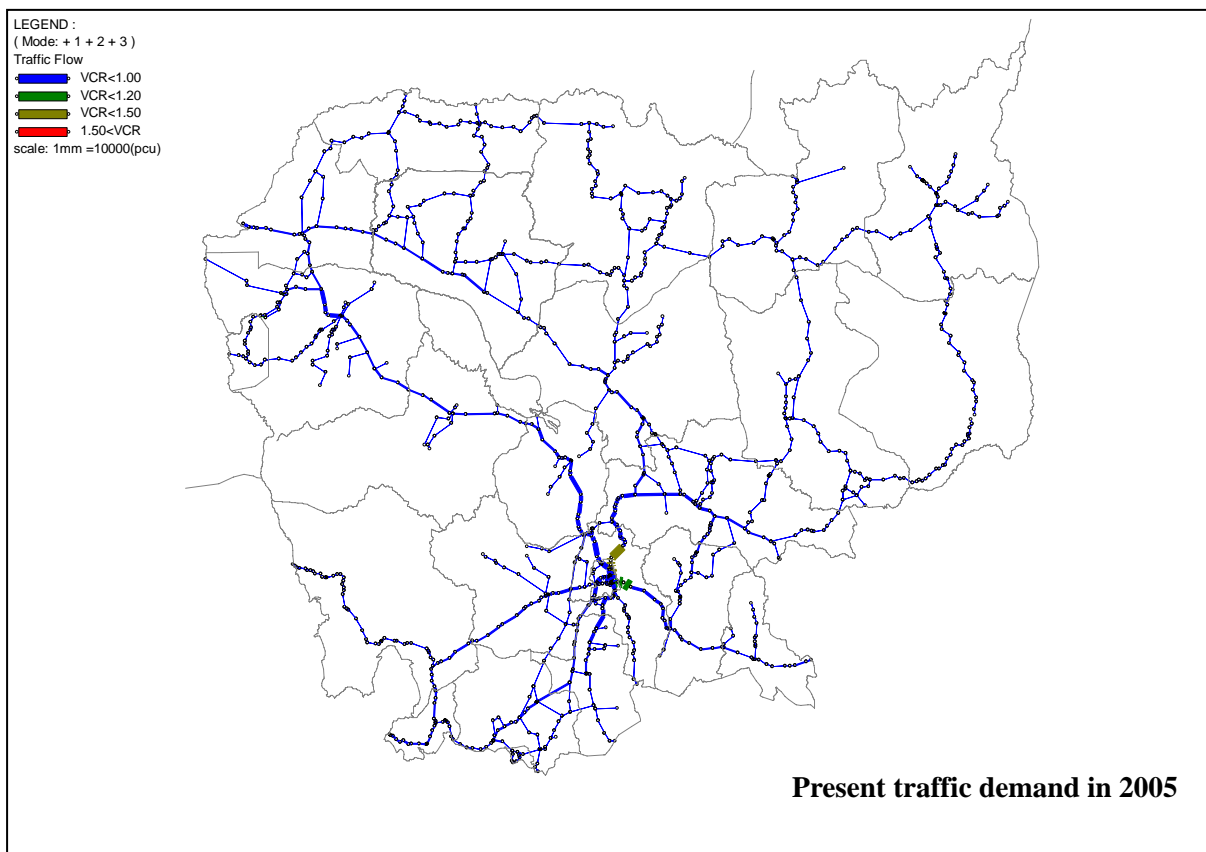 LEGEND :
( Mode: + 1 + 2 + 3 )
Traffic Flow
VCR<1.00
VCR<1.20
VCR<1.50
1.50<VCR
scale: 1mm =10000(pcu)
Present traffic demand in 2005